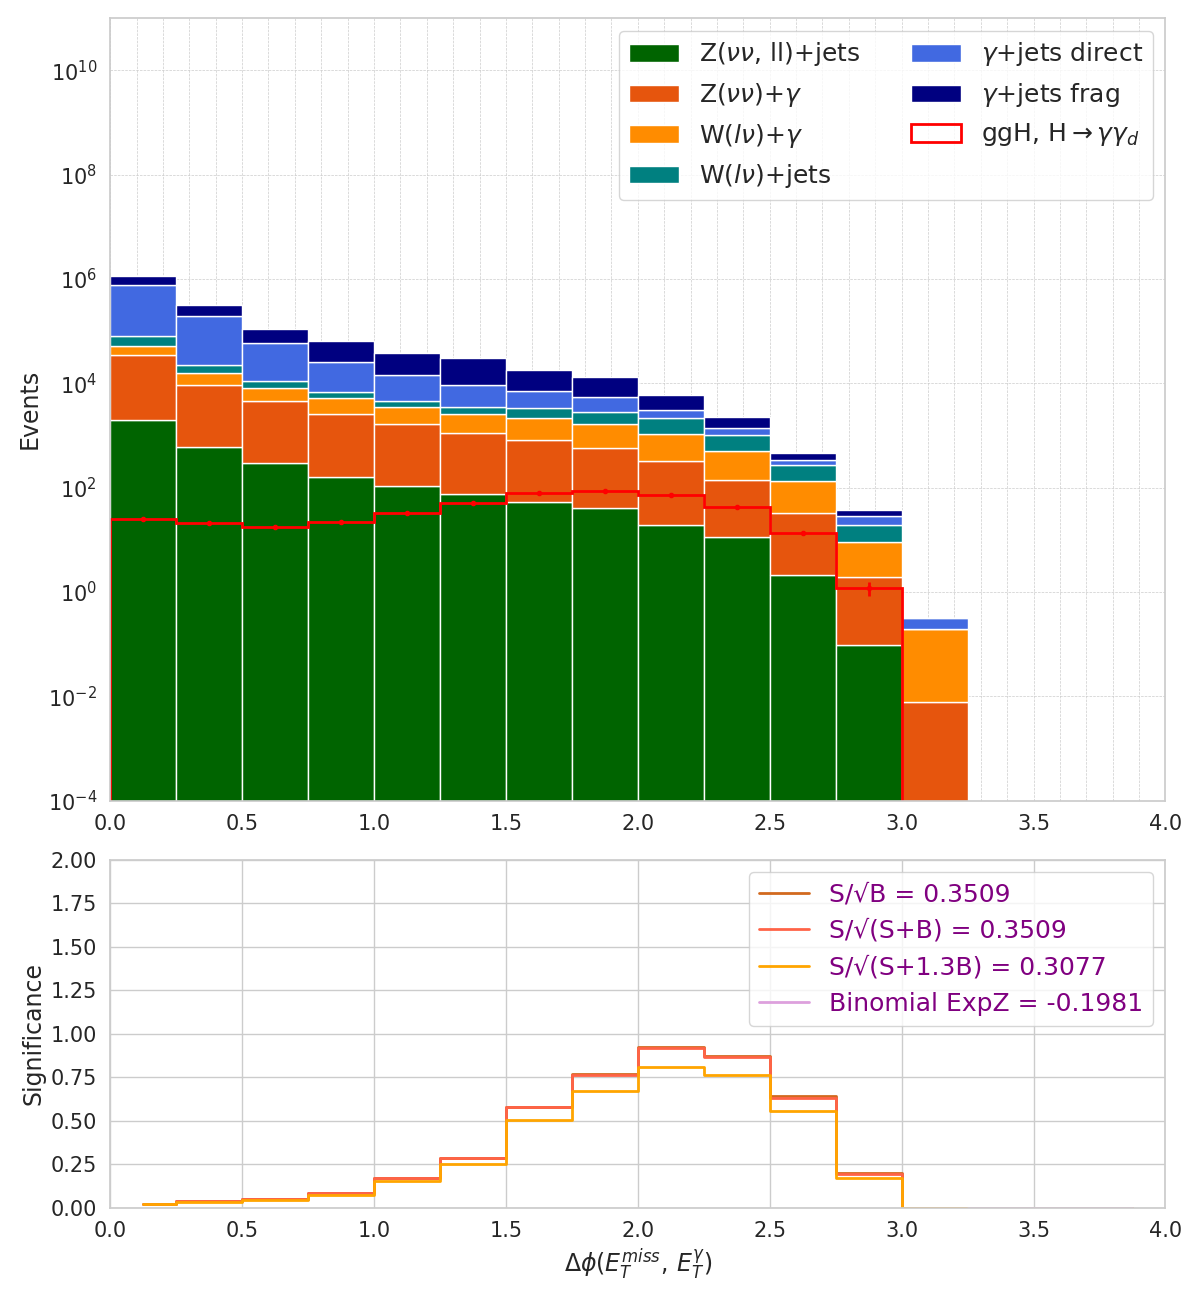 Z(νν, ll)+jets
Z(νν)+γ
W(lν)+γ
W(lν)+jets
γ+jets direct
γ+jets frag
ggH, H→γγ_d
Events
10^10
10^8
10^6
10^4
10^2
10^0
10^−2
10^−4
0.0 0.5 1.0 1.5 2.0 2.5 3.0 3.5 4.0
S/√B = 0.3509
S/√(S+B) = 0.3509
S/√(S+1.3B) = 0.3077
Binomial ExpZ = -0.1981
Significance
2.00
1.75
1.50
1.25
1.00
0.75
0.50
0.25
0.00
0.0 0.5 1.0 1.5 2.0 2.5 3.0 3.5 4.0
Δϕ(E_T^miss, E_T^γ)